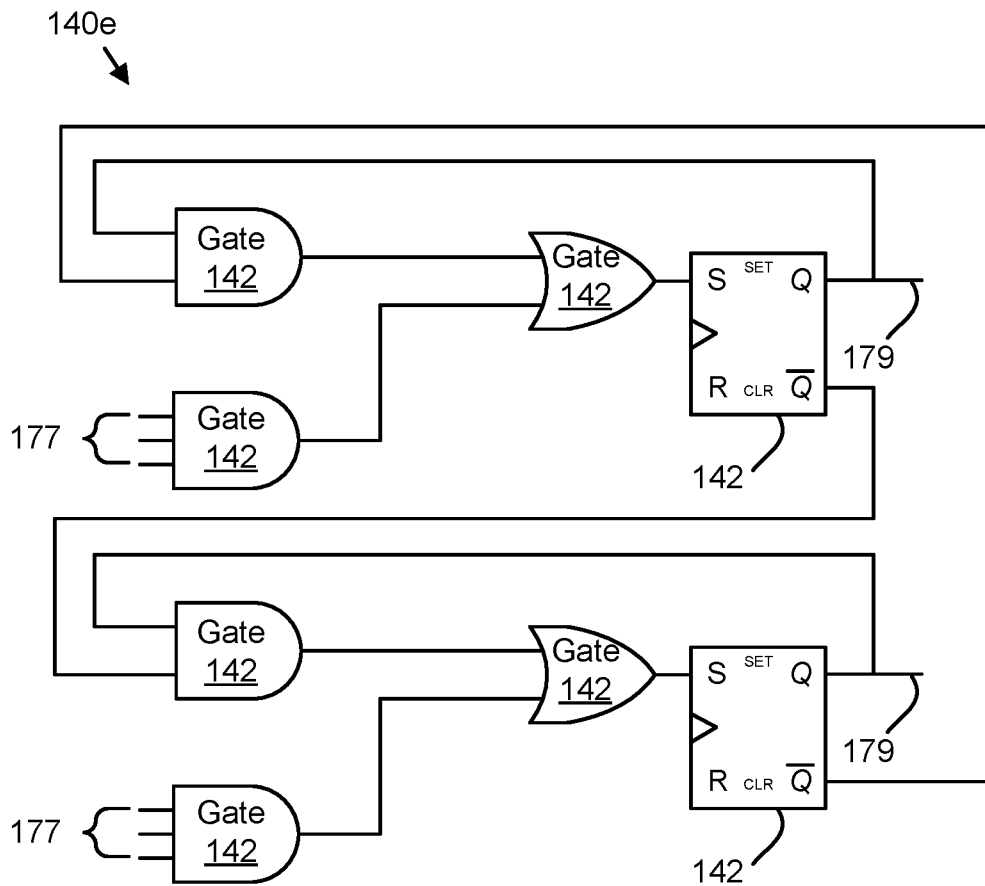 140e
Gate
142
Gate
142
S SET Q
R CLR Q̅
179
177
Gate
142
142
Gate
142
Gate
142
S SET Q
R CLR Q̅
179
177
Gate
142
142